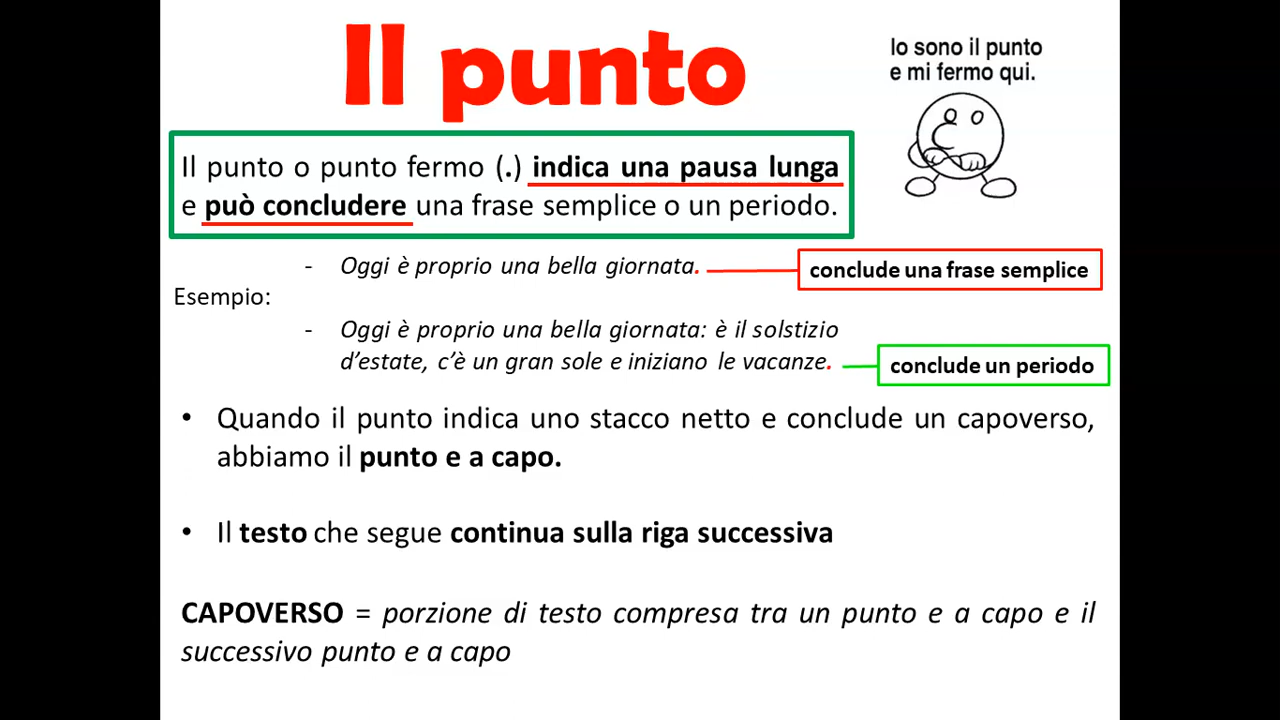 Il punto
Io sono il punto
e mi fermo qui.
Il punto o punto fermo (.) indica una pausa lunga
e può concludere una frase semplice o un periodo.
Esempio:
- Oggi è proprio una bella giornata.
conclude una frase semplice
- Oggi è proprio una bella giornata: è il solstizio
d’estate, c’è un gran sole e iniziano le vacanze.
conclude un periodo
• Quando il punto indica uno stacco netto e conclude un capoverso,
abbiamo il punto e a capo.
• Il testo che segue continua sulla riga successiva
CAPOVERSO = porzione di testo compresa tra un punto e a capo e il
successivo punto e a capo